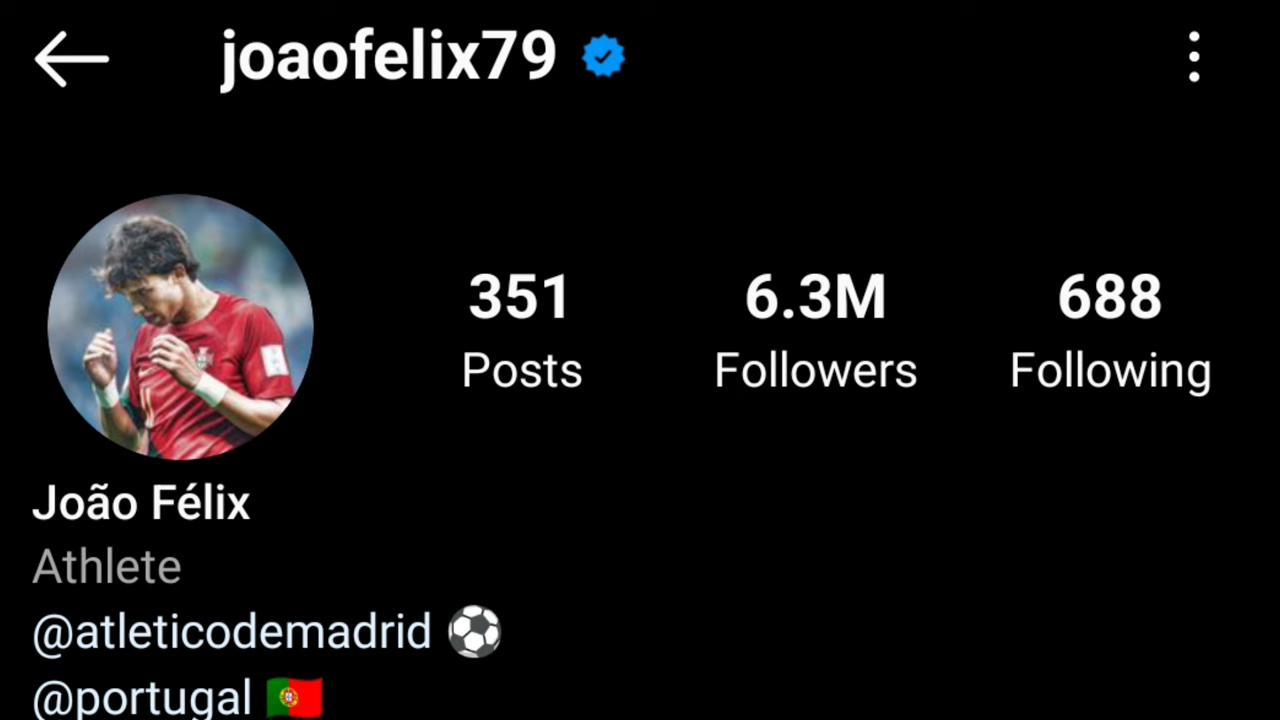 joaofelix79
351 6.3M 688
Posts Followers Following
João Félix
Athlete
@atleticodemadrid ⚽
@portugal 🇵🇹